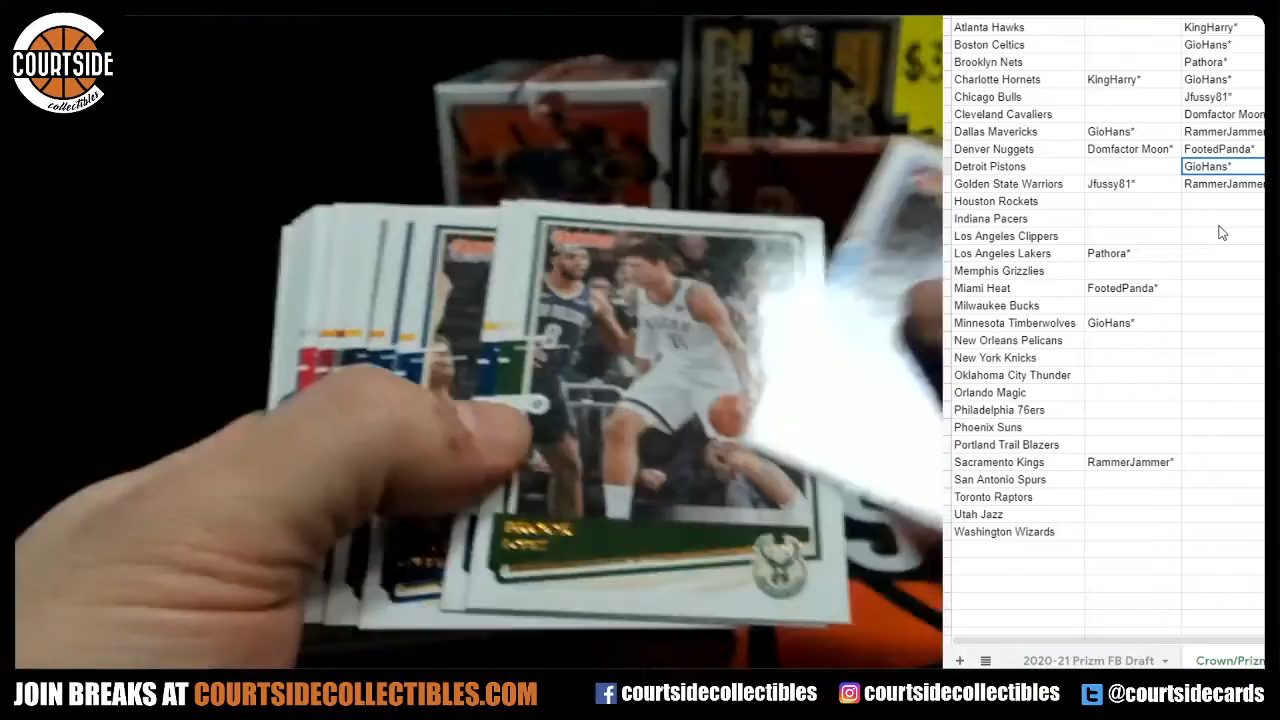 COURTSIDE
collectibles
$3
Atlanta Hawks KingHarry*
Boston Celtics GioHans*
Brooklyn Nets Pathora*
Charlotte Hornets KingHarry* GioHans*
Chicago Bulls Jfussy81*
Cleveland Cavaliers Domfactor Moon
Dallas Mavericks GioHans* RammerJammer
Denver Nuggets Domfactor Moon* FootedPanda*
Detroit Pistons GioHans*
Golden State Warriors Jfussy81* RammerJammer
Houston Rockets
Indiana Pacers
Los Angeles Clippers
Los Angeles Lakers Pathora*
Memphis Grizzlies
Miami Heat FootedPanda*
Milwaukee Bucks
Minnesota Timberwolves GioHans*
New Orleans Pelicans
New York Knicks
Oklahoma City Thunder
Orlando Magic
Philadelphia 76ers
Phoenix Suns
Portland Trail Blazers
Sacramento Kings RammerJammer*
San Antonio Spurs
Toronto Raptors
Utah Jazz
Washington Wizards
BROOK
LOPEZ
+ 2020-21 Prizm FB Draft Crown/Prizm
JOIN BREAKS AT COURTSIDECOLLECTIBLES.COM courtsidecollectibles courtsidecollectibles @courtsidecards